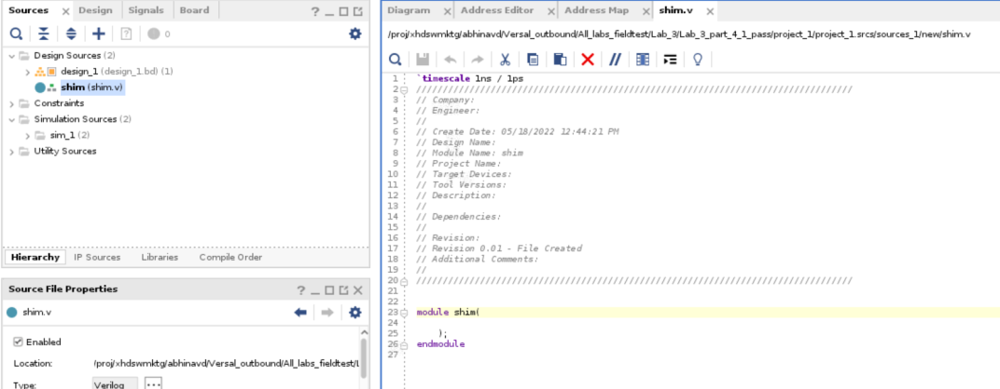 Sources
Design
Signals
Board
0
Design Sources (2)
design_1 (design_1.bd) (1)
shim (shim.v)
Constraints
Simulation Sources (2)
sim_1 (2)
Utility Sources
Hierarchy
IP Sources
Libraries
Compile Order
Source File Properties
shim.v
Enabled
Location: /proj/xhdswmktg/abhinavd/Versal_outbound/All_labs_fieldtest/L
Type: Verilog ...
Diagram
Address Editor
Address Map
shim.v
/proj/xhdswmktg/abhinavd/Versal_outbound/All_labs_fieldtest/Lab_3/Lab_3_part_4_1_pass/project_1/project_1.srcs/sources_1/new/shim.v
1 `timescale 1ns / 1ps
2 //////////////////////////////////////////////////////////////////////////////////
3 // Company:
4 // Engineer:
5 //
6 // Create Date: 05/18/2022 12:44:21 PM
7 // Design Name:
8 // Module Name: shim
9 // Project Name:
10 // Target Devices:
11 // Tool Versions:
12 // Description:
13 //
14 // Dependencies:
15 //
16 // Revision:
17 // Revision 0.01 - File Created
18 // Additional Comments:
19 //
20 //////////////////////////////////////////////////////////////////////////////////
21
22
23 module shim(
24
25 );
26 endmodule
27